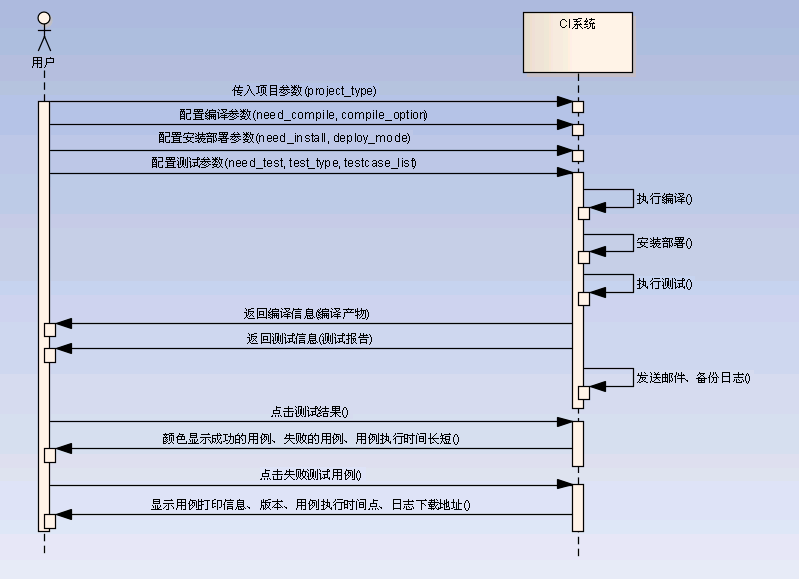 CI系统
用户
传入项目参数(project_type)
配置编译参数(need_compile, compile_option)
配置安装部署参数(need_install, deploy_mode)
配置测试参数(need_test, test_type, testcase_list)
执行编译()
安装部署()
执行测试()
返回编译信息(编译产物)
返回测试信息(测试报告)
发送邮件、备份日志()
点击测试结果()
颜色显示成功的用例、失败的用例、用例执行时间长短()
点击失败测试用例()
显示用例打印信息、版本、用例执行时间点、日志下载地址()